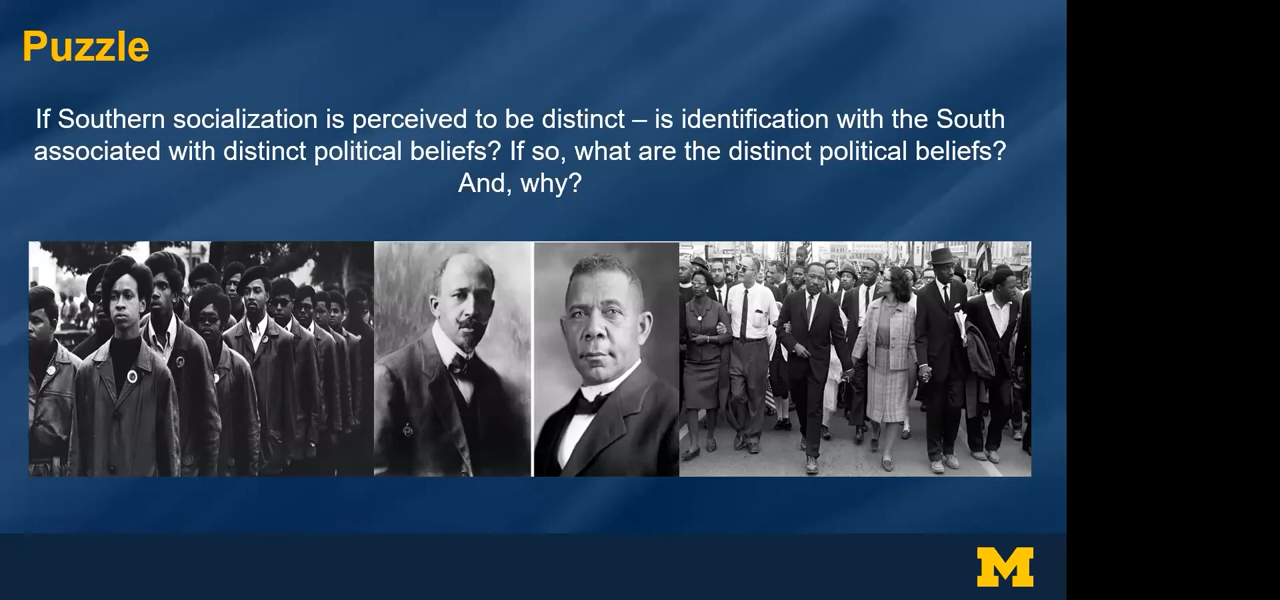 Puzzle
If Southern socialization is perceived to be distinct – is identification with the South
associated with distinct political beliefs? If so, what are the distinct political beliefs?
And, why?
M